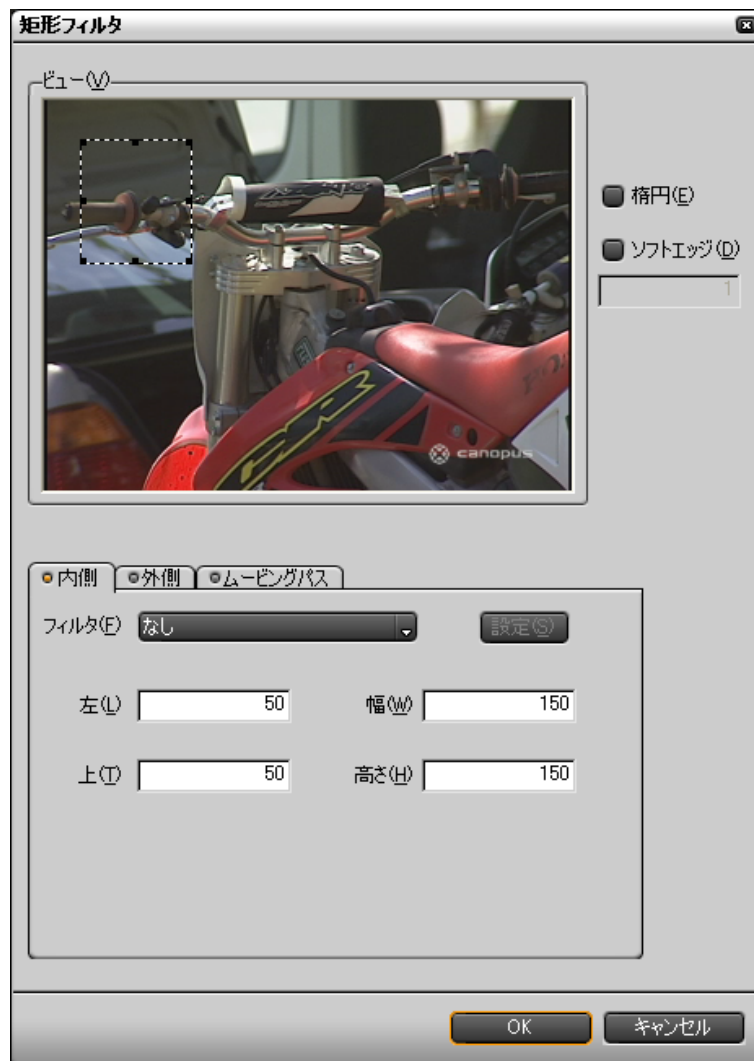 矩形フィルタ
ビュー(V)
canopus
楕円(E)
ソフトエッジ(D)
1
内側
外側
ムービングパス
フィルタ(F) なし 設定(S)
左(L) 50 幅(W) 150
上(T) 50 高さ(H) 150
OK キャンセル